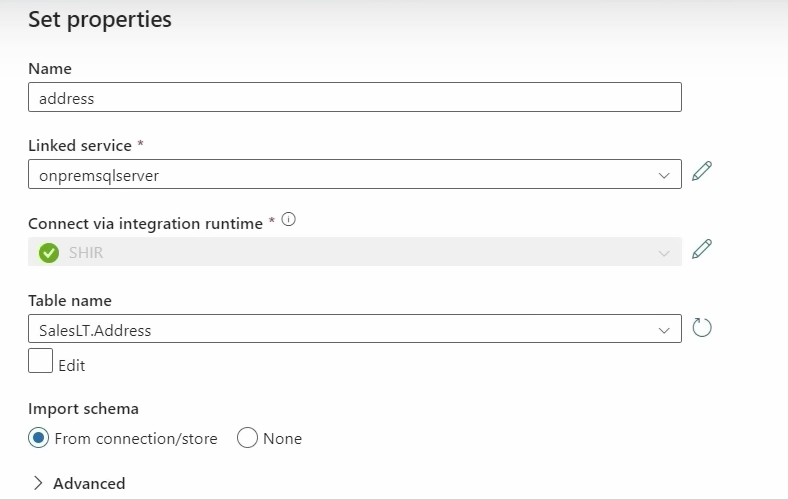 Set properties
Name
address
Linked service *
onpremsqlserver
Connect via integration runtime *
SHIR
Table name
SalesLT.Address
Edit
Import schema
From connection/store None
Advanced